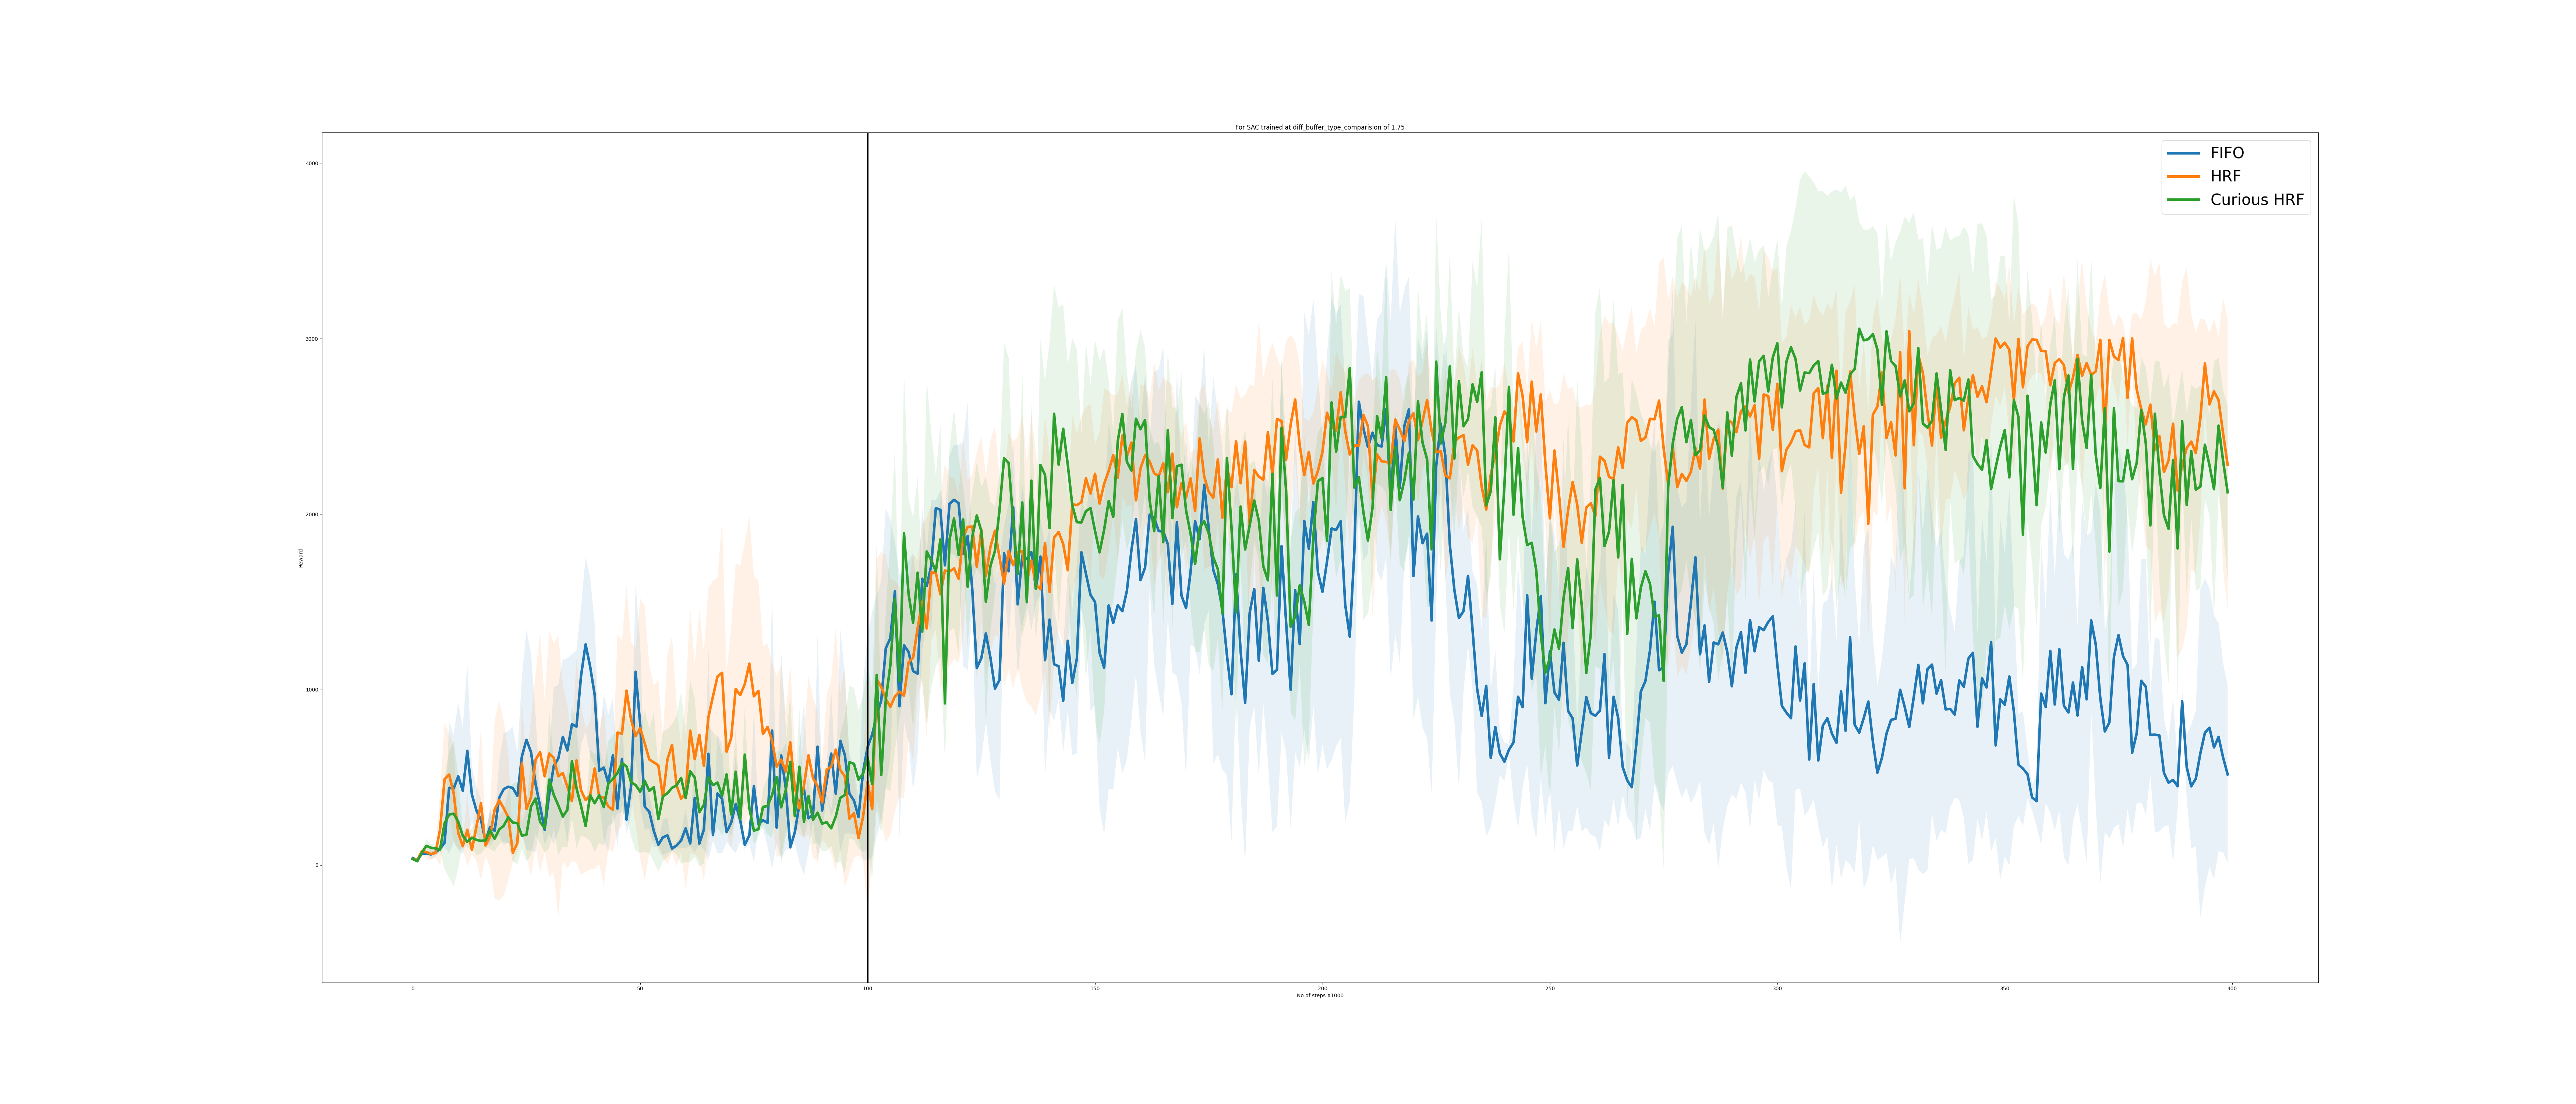 For SAC trained at diff_buffer_type_comparision of 1.75
FIFO
HRF
Curious HRF
4000
3000
2000
1000
0
Reward
0 50 100 150 200 250 300 350 400
No of steps X1000